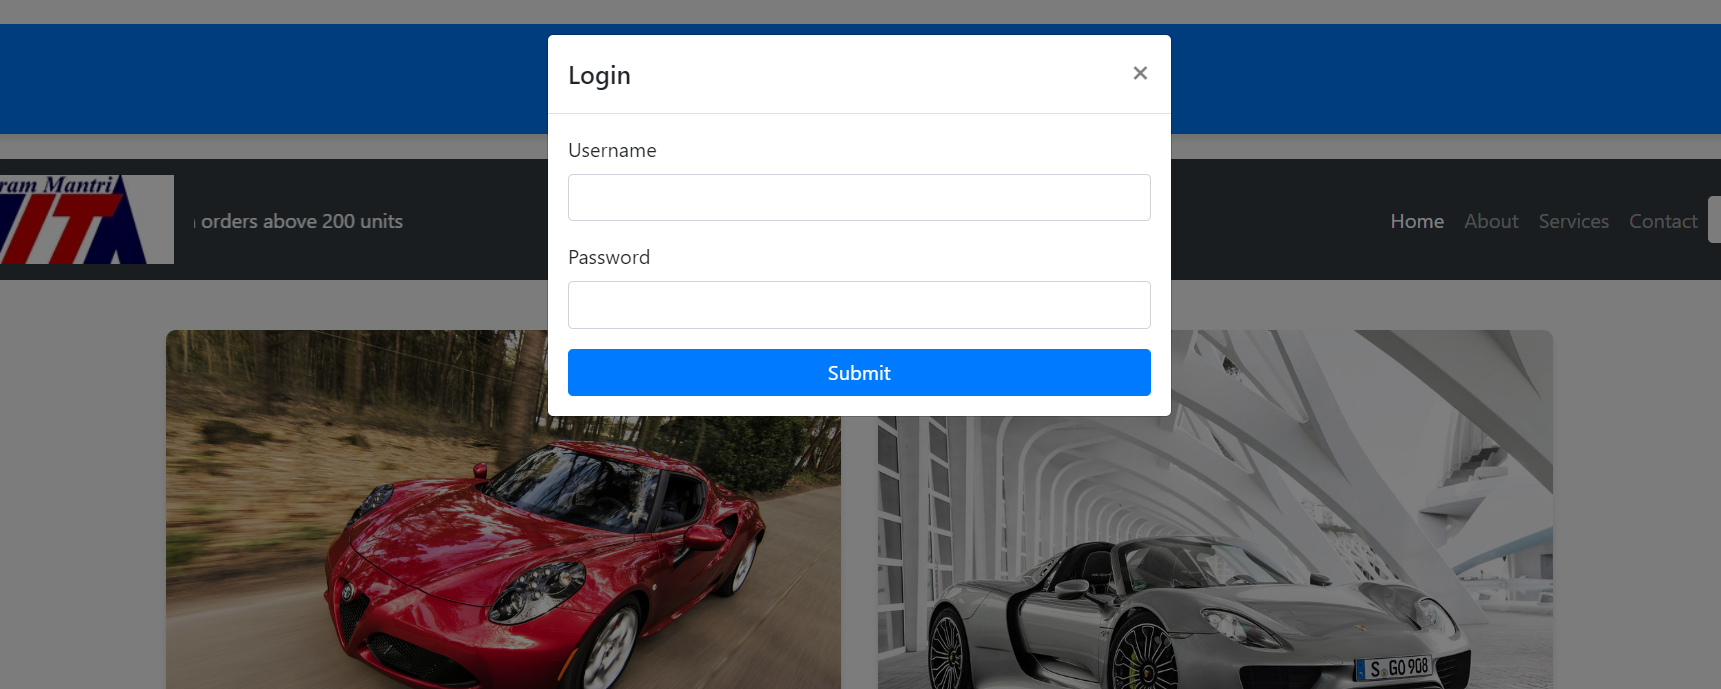 Login
×
Username
Password
Submit
ram Mantri
ITA
orders above 200 units
Home
About
Services
Contact
S GO 908